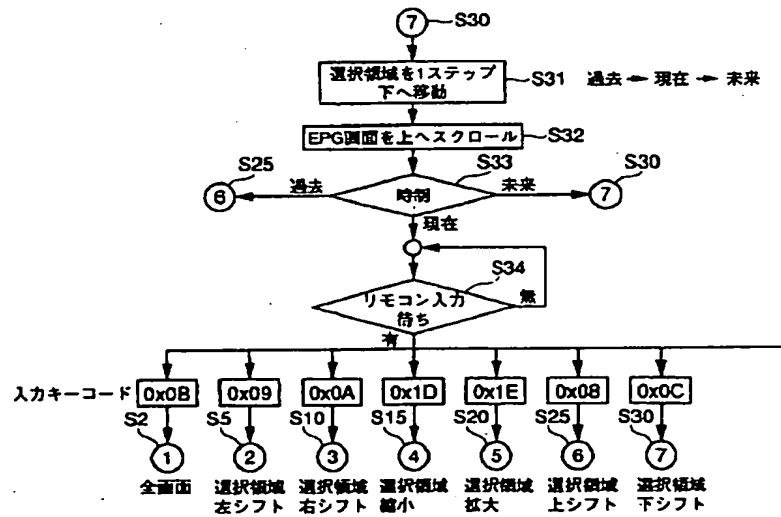 7 S30
選択領域を1ステップ
下へ移動
S31 過去 → 現在 → 未来
EPG画面を上へスクロール
S32
S33
S25
S30
6
過去
時制
未来
7
現在
S34
リモコン入力
待ち
無
有
入力キーコード 0x0B 0x09 0x0A 0x1D 0x1E 0x08 0x0C
S2 S5 S10 S15 S20 S25 S30
1 2 3 4 5 6 7
全画面 選択領域 選択領域 選択領域 選択領域 選択領域 選択領域
左シフト 右シフト 縮小 拡大 上シフト 下シフト